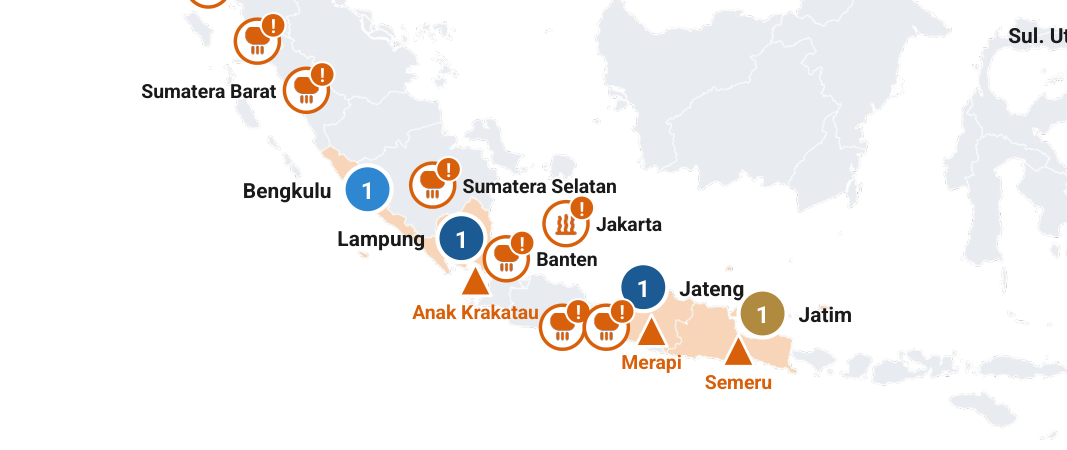 Sul. Ut
!
!
Sumatera Barat
!
Sumatera Selatan
Bengkulu
1
!
Jakarta
Lampung
1
!
Banten
1
Jateng
Anak Krakatau
!
!
1
Jatim
Merapi
Semeru